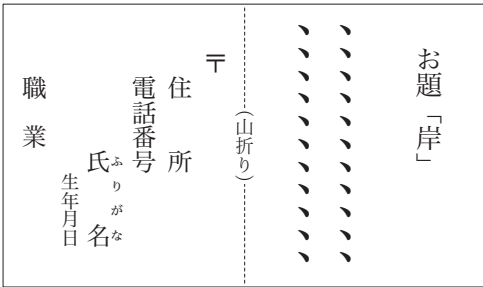 お題「岸」
、、、、、、、、、、、
、、、、、、、、、、、
（山折り）
〒
住　所
電話番号
ふりがな
氏　名
生年月日
職　業